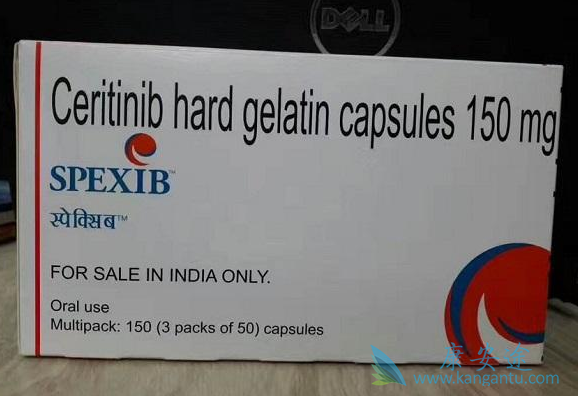 DELL
Ceritinib hard gelatin capsules 150 mg
SPEXIB™
स्पेक्सिब™
FOR SALE IN INDIA ONLY.
Oral use
Multipack: 150 (3 packs of 50) capsules
康安途
www.kangantu.com